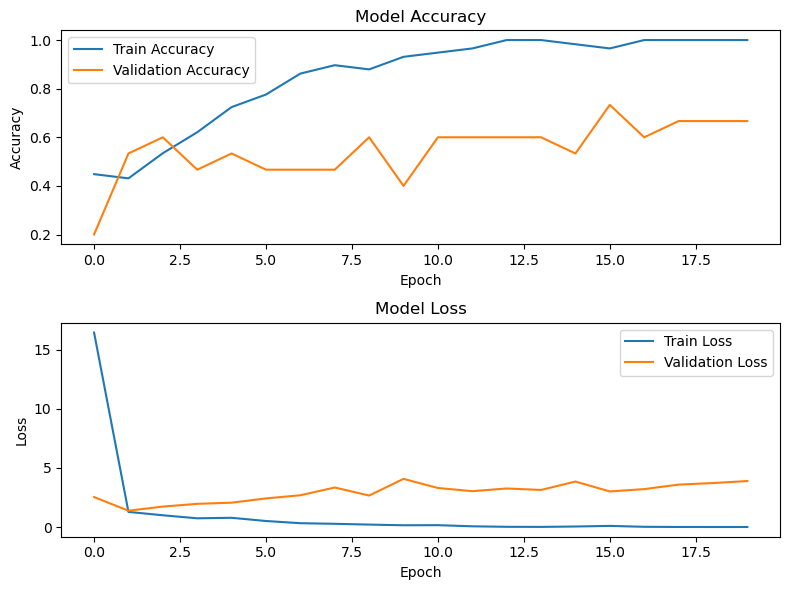 Model Accuracy
Train Accuracy
Validation Accuracy
Accuracy
1.0
0.8
0.6
0.4
0.2
0.0 2.5 5.0 7.5 10.0 12.5 15.0 17.5
Epoch
Model Loss
Train Loss
Validation Loss
Loss
15
10
5
0
0.0 2.5 5.0 7.5 10.0 12.5 15.0 17.5
Epoch